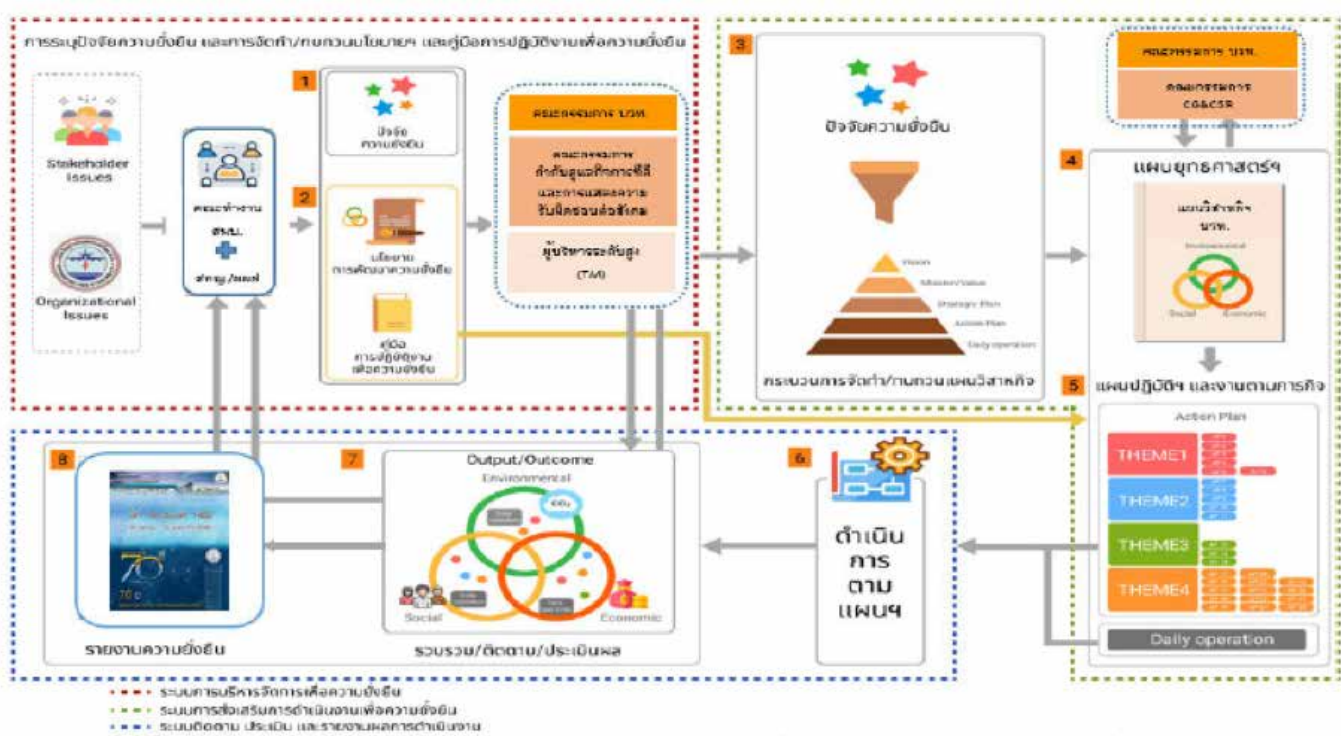 การระบุปัจจัยความยั่งยืน และการจัดทำ/ทบทวนนโยบายฯ และคู่มือการปฏิบัติงานเพื่อความยั่งยืน
Stakeholder
Issues
Organizational
Issues
คณะทำงาน
1
ปัจจัย
ความยั่งยืน
2
นโยบาย
การพัฒนาความยั่งยืน
คู่มือ
การปฏิบัติงาน
เพื่อความยั่งยืน
คณะกรรมการ บวท.
คณะกรรมการ
กำกับดูแลกิจการที่ดี
และการแสดงความ
รับผิดชอบต่อสังคม
ผู้บริหารระดับสูง
3
ปัจจัยความยั่งยืน
Vision
Mission/Value
Strategic Plan
Action Plan
Daily operation
กระบวนการจัดทำ/ทบทวนแผนวิสาหกิจ
คณะกรรมการ บวท.
คณะกรรมการ
CG&CSR
4
แผนยุทธศาสตร์ฯ
แผนวิสาหกิจ
บวท.
Environmental
Social
Economic
5
แผนปฏิบัติฯ และงานตามภารกิจ
Action Plan
THEME1
THEME2
THEME3
THEME4
Daily operation
6
ดำเนิน
การ
ตาม
แผนฯ
7
Output/Outcome
Environmental
Social
Economic
รวบรวม/ติดตาม/ประเมินผล
8
70
รายงานความยั่งยืน
ระบบการบริหารจัดการเพื่อความยั่งยืน
ระบบการส่งเสริมการดำเนินงานเพื่อความยั่งยืน
ระบบติดตาม ประเมิน และรายงานผลการดำเนินงาน